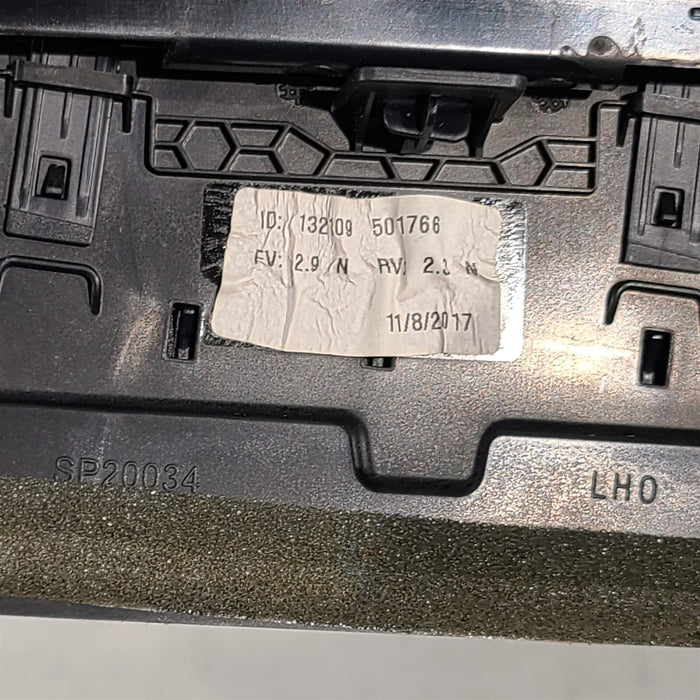 ID: 132109 501766
FV: 2.9 N RV: 2. N
11/8/2017
SP20034
LHO